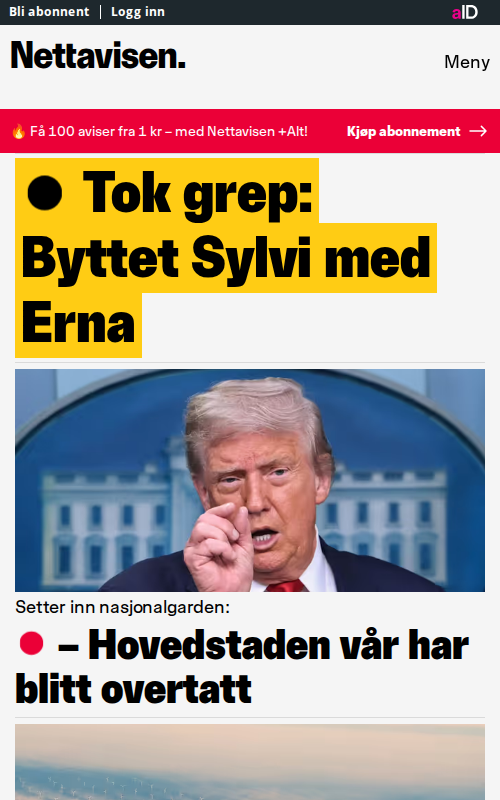 Bli abonnent
Logg inn
aID
Nettavisen.
Meny
🔥 Få 100 aviser fra 1 kr – med Nettavisen +Alt!
Kjøp abonnement →
Tok grep:
Byttet Sylvi med
Erna
Setter inn nasjonalgarden:
– Hovedstaden vår har
blitt overtatt